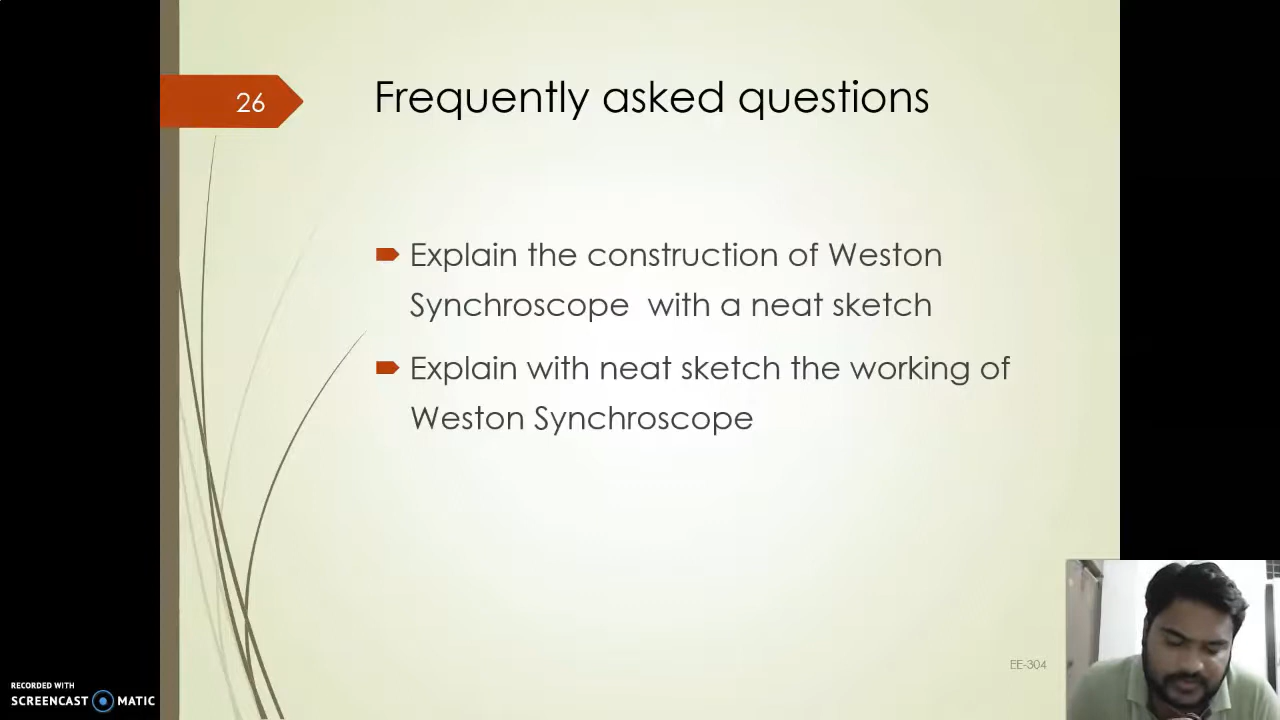 26
Frequently asked questions
Explain the construction of Weston
Synchroscope with a neat sketch
Explain with neat sketch the working of
Weston Synchroscope
EE-304
RECORDED WITH
SCREENCAST MATIC